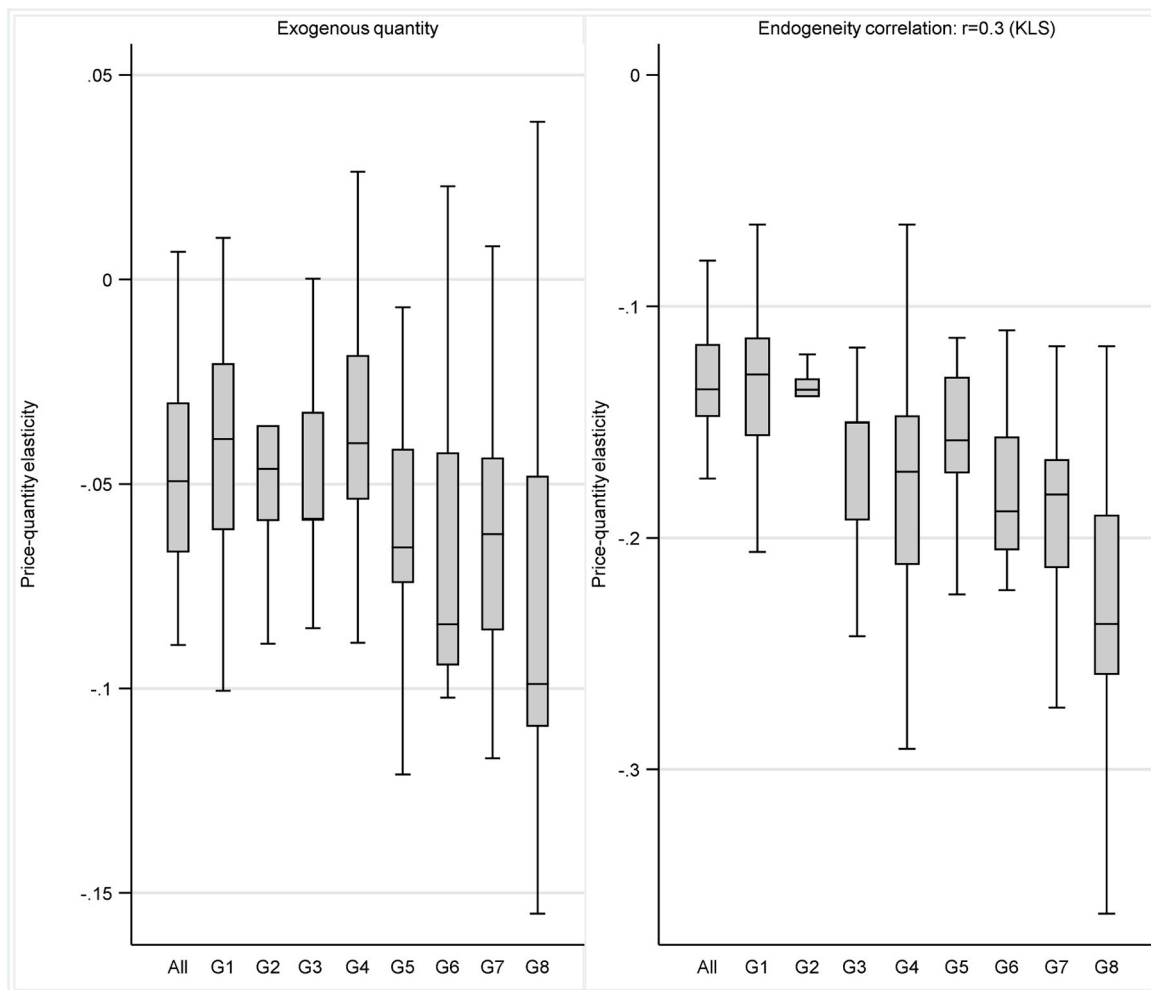 Exogenous quantity
Price-quantity elasticity
.05
0
-.05
-.1
-.15
All G1 G2 G3 G4 G5 G6 G7 G8
Endogeneity correlation: r=0.3 (KLS)
Price-quantity elasticity
0
-.1
-.2
-.3
All G1 G2 G3 G4 G5 G6 G7 G8